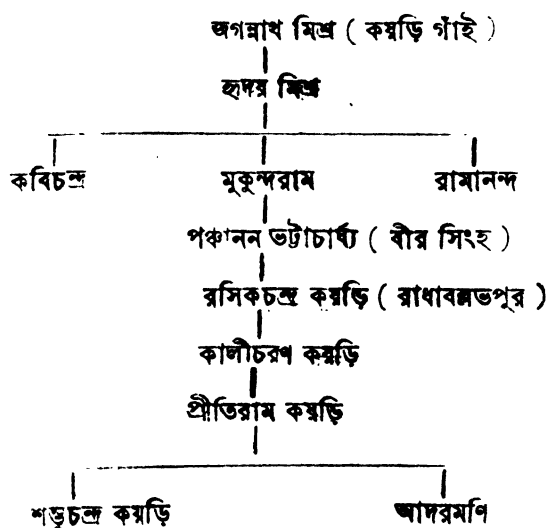 জগন্নাথ মিশ্র ( কয়ড়ি গাঁই )
হৃদয় মিশ্র
কবিচন্দ্র মুকুন্দরাম রামানন্দ
পঞ্চানন ভট্টাচার্য্য ( বীর সিংহ )
রসিকচন্দ্র কয়ড়ি ( রাধাবল্লভপুর )
কালীচরণ কয়ড়ি
প্রীতিরাম কয়ড়ি
শম্ভুচন্দ্র কয়ড়ি আদরমণি